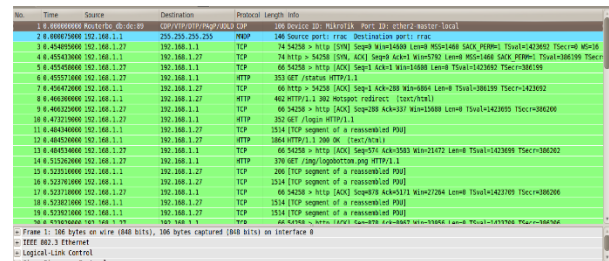 No. Time Source Destination Protocol Length Info
1 0.000000000 Routerbo_db:de:89 CDP/VTP/DTP/PAgP/UDLD CDP 106 Device ID: MikroTik Port ID: ether2-master-local
2 0.000075000 192.168.1.1 255.255.255.255 MNDP 146 Source port: rrac Destination port: rrac
3 0.454895000 192.168.1.27 192.168.1.1 TCP 74 54258 > http [SYN] Seq=0 Win=14600 Len=0 MSS=1460 SACK_PERM=1 TSval=1423692 TSecr=0 WS=16
4 0.455433000 192.168.1.1 192.168.1.27 TCP 74 http > 54258 [SYN, ACK] Seq=0 Ack=1 Win=5792 Len=0 MSS=1460 SACK_PERM=1 TSval=386199 TSecr=
5 0.455450000 192.168.1.27 192.168.1.1 TCP 66 54258 > http [ACK] Seq=1 Ack=1 Win=14608 Len=0 TSval=1423692 TSecr=386199
6 0.455571000 192.168.1.27 192.168.1.1 HTTP 353 GET /status HTTP/1.1
7 0.456472000 192.168.1.1 192.168.1.27 TCP 66 http > 54258 [ACK] Seq=1 Ack=288 Win=6864 Len=0 TSval=386199 TSecr=1423692
8 0.466300000 192.168.1.1 192.168.1.27 HTTP 402 HTTP/1.1 302 Hotspot redirect (text/html)
9 0.466325000 192.168.1.27 192.168.1.1 TCP 66 54258 > http [ACK] Seq=288 Ack=337 Win=15680 Len=0 TSval=1423695 TSecr=386200
10 0.473219000 192.168.1.27 192.168.1.1 HTTP 352 GET /login HTTP/1.1
11 0.484340000 192.168.1.1 192.168.1.27 TCP 1514 [TCP segment of a reassembled PDU]
12 0.484520000 192.168.1.1 192.168.1.27 HTTP 1864 HTTP/1.1 200 OK (text/html)
13 0.484534000 192.168.1.27 192.168.1.1 TCP 66 54258 > http [ACK] Seq=574 Ack=3583 Win=21472 Len=0 TSval=1423699 TSecr=386202
14 0.515262000 192.168.1.27 192.168.1.1 HTTP 370 GET /img/logobottom.png HTTP/1.1
15 0.523510000 192.168.1.1 192.168.1.27 TCP 206 [TCP segment of a reassembled PDU]
16 0.523701000 192.168.1.1 192.168.1.27 TCP 1514 [TCP segment of a reassembled PDU]
17 0.523718000 192.168.1.27 192.168.1.1 TCP 66 54258 > http [ACK] Seq=878 Ack=5171 Win=27264 Len=0 TSval=1423709 TSecr=386206
18 0.523821000 192.168.1.1 192.168.1.27 TCP 1514 [TCP segment of a reassembled PDU]
19 0.523921000 192.168.1.1 192.168.1.27 TCP 1514 [TCP segment of a reassembled PDU]
Frame 1: 106 bytes on wire (848 bits), 106 bytes captured (848 bits) on interface 0
IEEE 802.3 Ethernet
Logical-Link Control